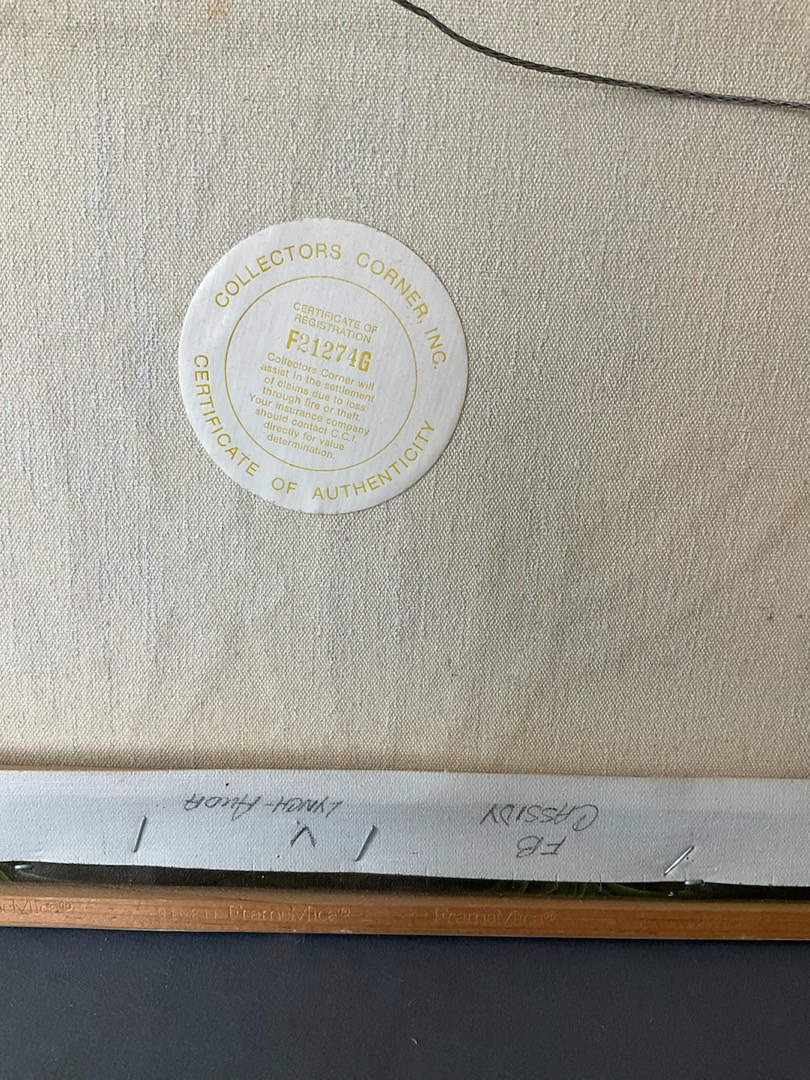 COLLECTORS CORNER, INC.
CERTIFICATE OF
REGISTRATION
F21274G
Collectors Corner will
assist in the settlement
of claims due to loss
through fire or theft.
Your insurance company
should contact C.C.I.
directly for value
determination.
CERTIFICATE OF AUTHENTICITY
FB
CASSIDY
LYNCH-
FrameMica®
FrameMica®